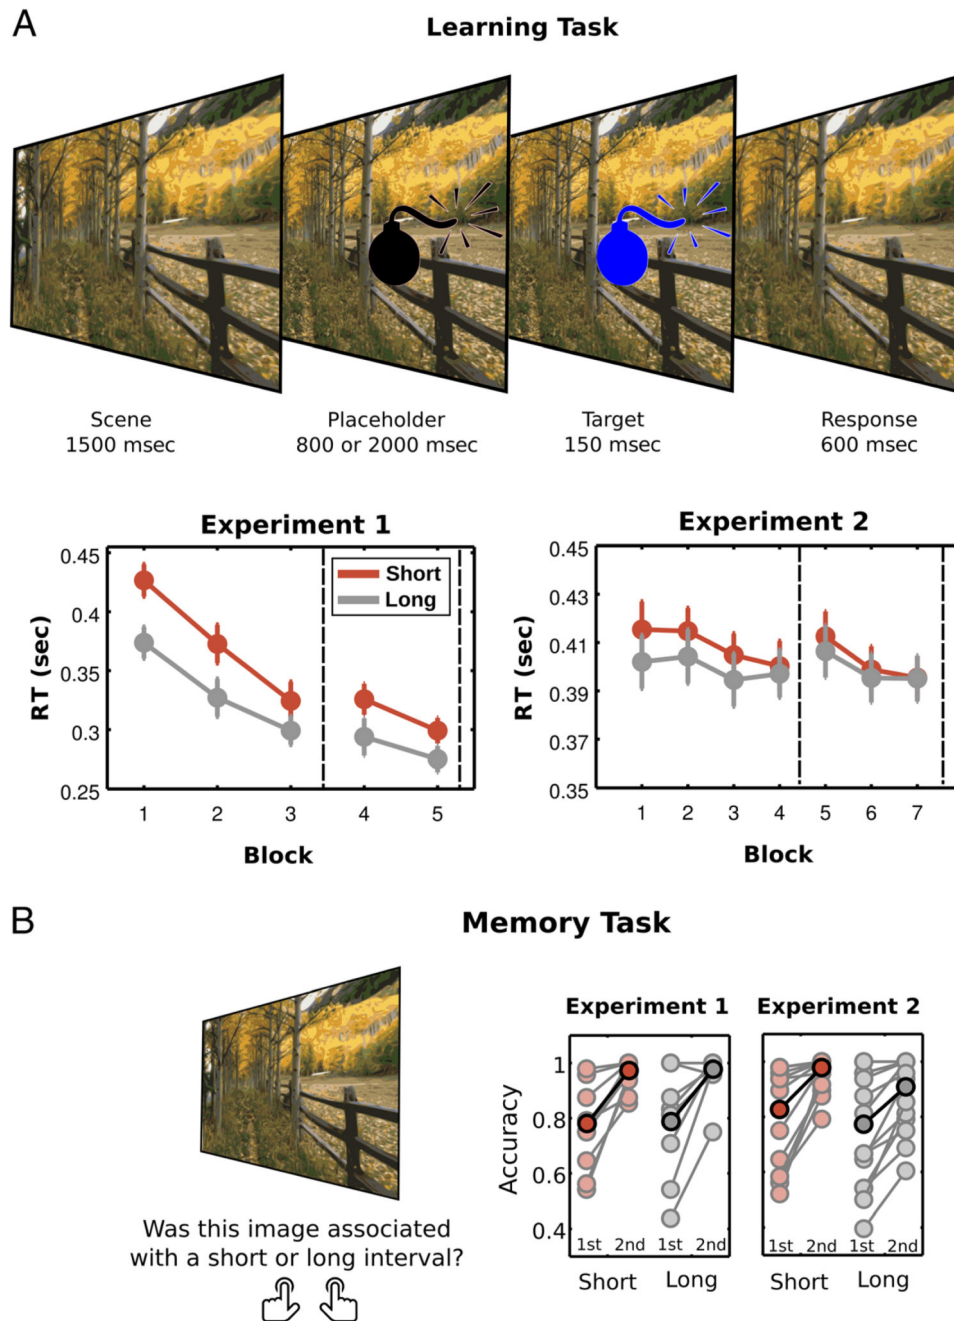 A
Learning Task
Scene
1500 msec
Placeholder
800 or 2000 msec
Target
150 msec
Response
600 msec
Experiment 1
0.45
0.4
0.35
0.3
0.25
RT (sec)
Short
Long
1 2 3 4 5
Block
Experiment 2
0.45
0.43
0.41
0.39
0.37
0.35
RT (sec)
1 2 3 4 5 6 7
Block
B
Memory Task
Was this image associated
with a short or long interval?
Experiment 1
Experiment 2
Accuracy
1
0.8
0.6
0.4
1st 2nd 1st 2nd
Short Long
1st 2nd 1st 2nd
Short Long